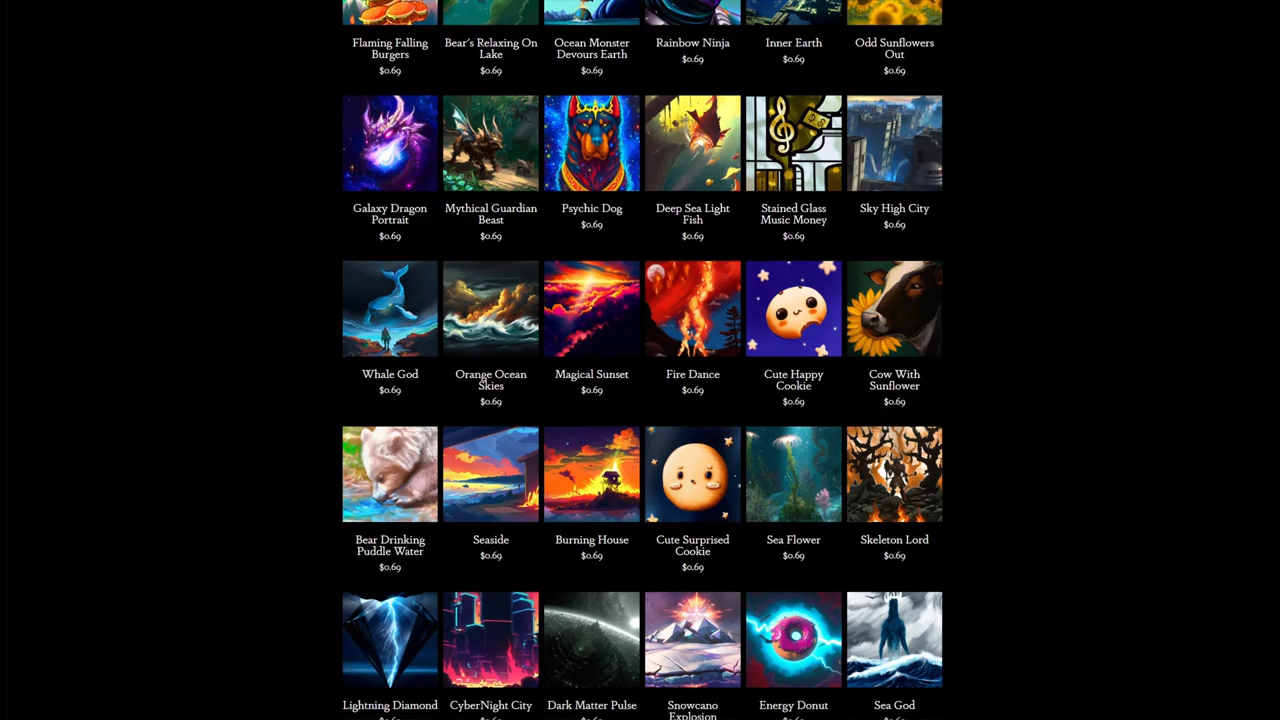 Flaming Falling
Burgers
$0.69
Bear's Relaxing On
Lake
$0.69
Ocean Monster
Devours Earth
$0.69
Rainbow Ninja
$0.69
Inner Earth
$0.69
Odd Sunflowers
Out
$0.69
Galaxy Dragon
Portrait
$0.69
Mythical Guardian
Beast
$0.69
Psychic Dog
$0.69
Deep Sea Light
Fish
$0.69
Stained Glass
Music Money
$0.69
Sky High City
$0.69
Whale God
$0.69
Orange Ocean
Skies
$0.69
Magical Sunset
$0.69
Fire Dance
$0.69
Cute Happy
Cookie
$0.69
Cow With
Sunflower
$0.69
Bear Drinking
Puddle Water
$0.69
Seaside
$0.69
Burning House
$0.69
Cute Surprised
Cookie
$0.69
Sea Flower
$0.69
Skeleton Lord
$0.69
Lightning Diamond
CyberNight City
Dark Matter Pulse
Snowcano
Explosion
Energy Donut
Sea God